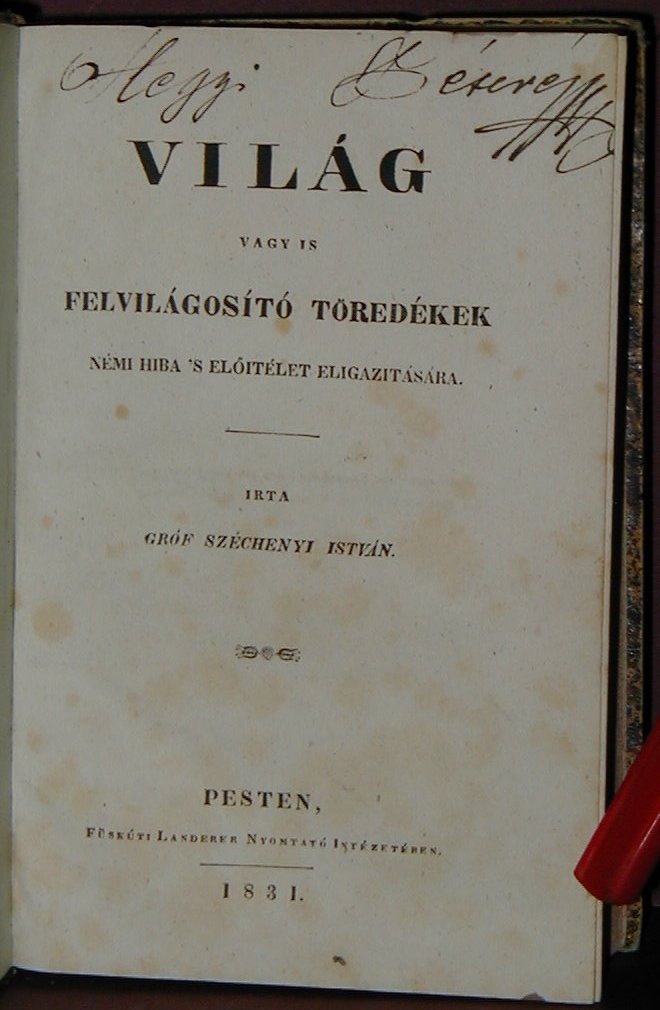 Hegyi
VILÁG
VAGY IS
FELVILÁGOSÍTÓ TÖREDÉKEK
NÉMI HIBA 'S ELŐITÉLET ELIGAZITÁSÁRA.
IRTA
GRÓF SZÉCHENYI ISTVÁN.
PESTEN,
FÜSKÚTI LANDERER NYOMTATÓ INTÉZETÉBEN.
1831.